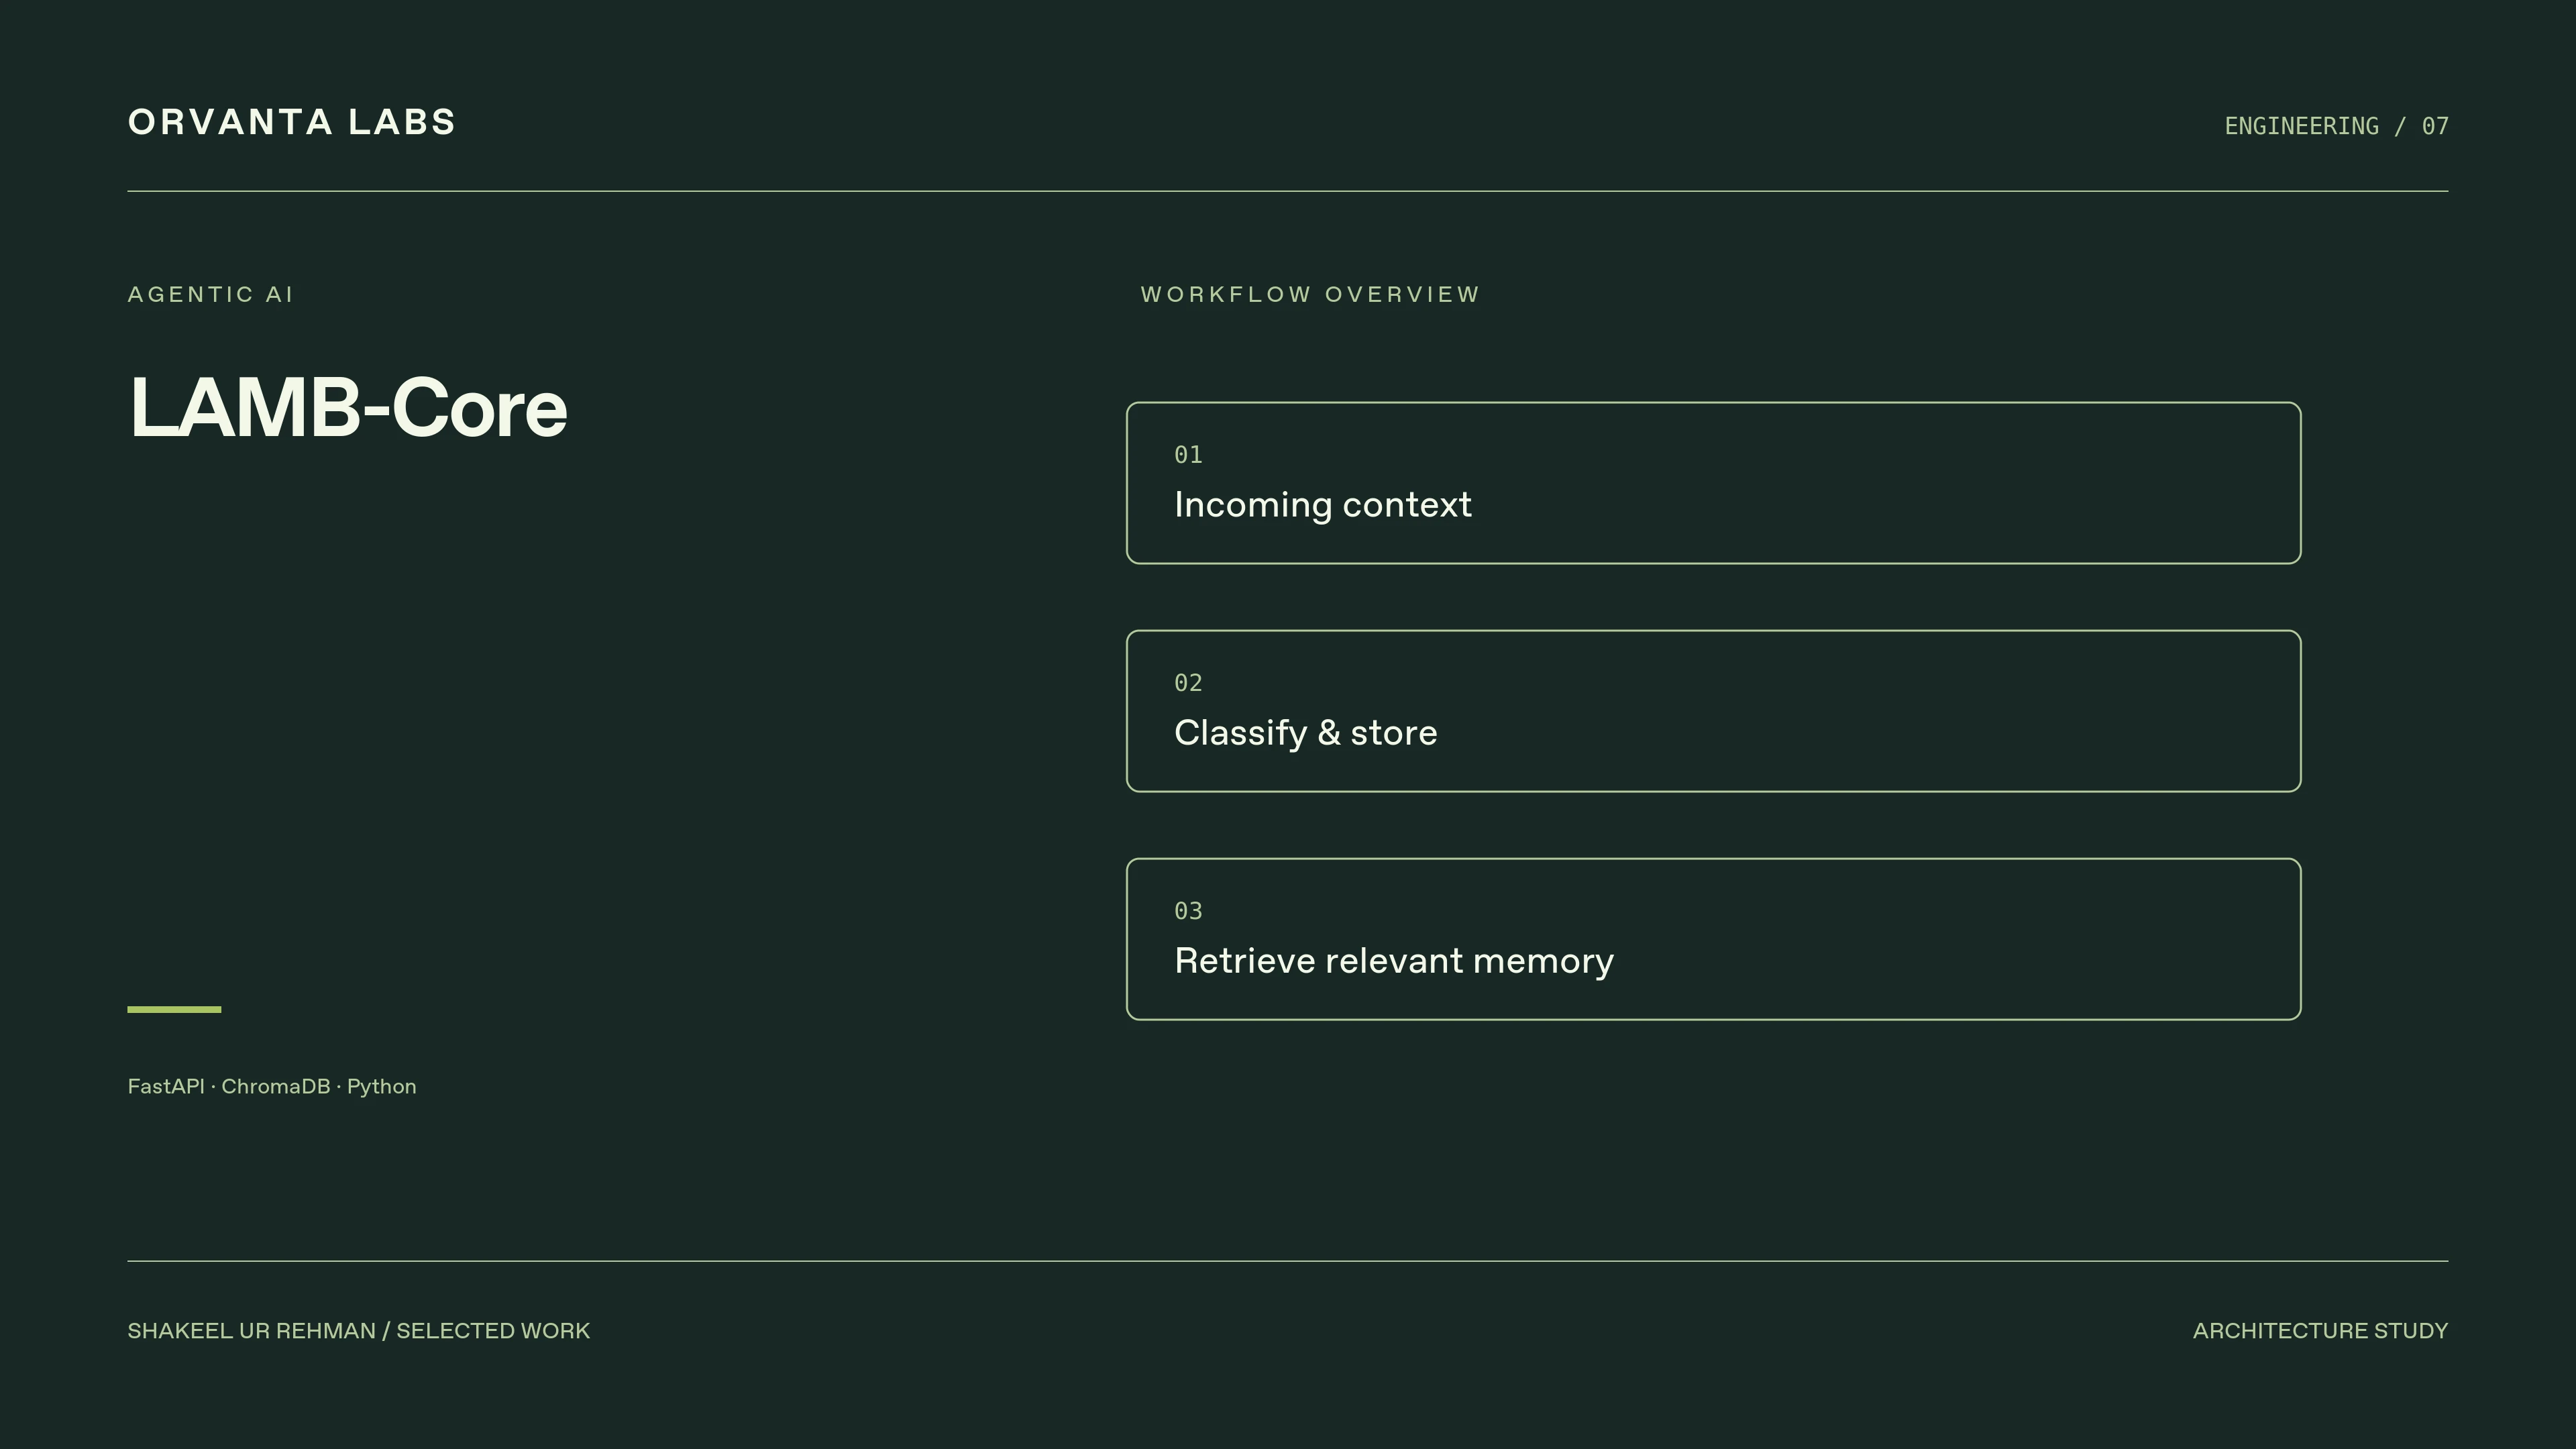 ORVANTA LABS
ENGINEERING / 07
AGENTIC AI
LAMB-Core
FastAPI · ChromaDB · Python
WORKFLOW OVERVIEW
01
Incoming context
02
Classify & store
03
Retrieve relevant memory
SHAKEEL UR REHMAN / SELECTED WORK
ARCHITECTURE STUDY